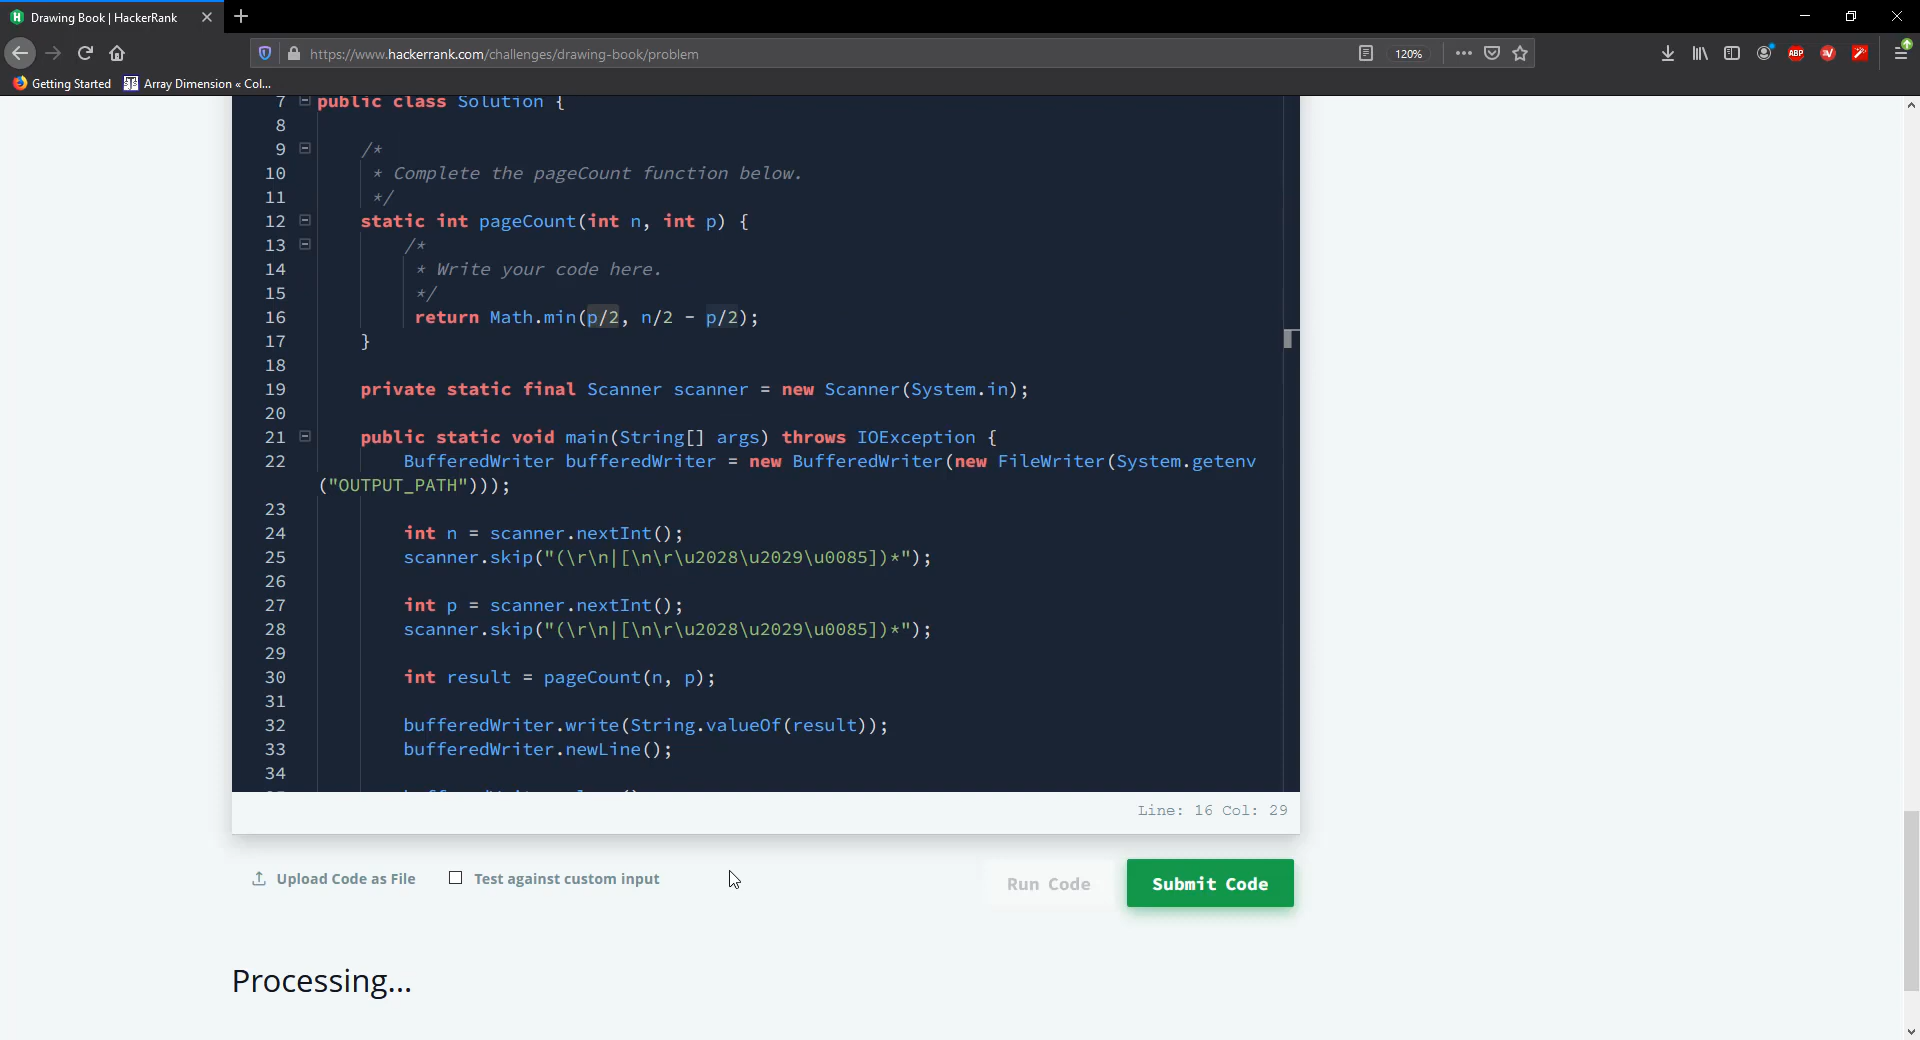 Drawing Book | HackerRank
https://www.hackerrank.com/challenges/drawing-book/problem
120%
ABP
Getting Started
Array Dimension « Col...
7 public class Solution {
8
9 /*
10 * Complete the pageCount function below.
11 */
12 static int pageCount(int n, int p) {
13 /*
14 * Write your code here.
15 */
16 return Math.min(p/2, n/2 - p/2);
17 }
18
19 private static final Scanner scanner = new Scanner(System.in);
20
21 public static void main(String[] args) throws IOException {
22 BufferedWriter bufferedWriter = new BufferedWriter(new FileWriter(System.getenv
("OUTPUT_PATH")));
23
24 int n = scanner.nextInt();
25 scanner.skip("(\r\n|[\n\r\u2028\u2029\u0085])*");
26
27 int p = scanner.nextInt();
28 scanner.skip("(\r\n|[\n\r\u2028\u2029\u0085])*");
29
30 int result = pageCount(n, p);
31
32 bufferedWriter.write(String.valueOf(result));
33 bufferedWriter.newLine();
34
Line: 16 Col: 29
Upload Code as File
Test against custom input
Run Code
Submit Code
Processing...